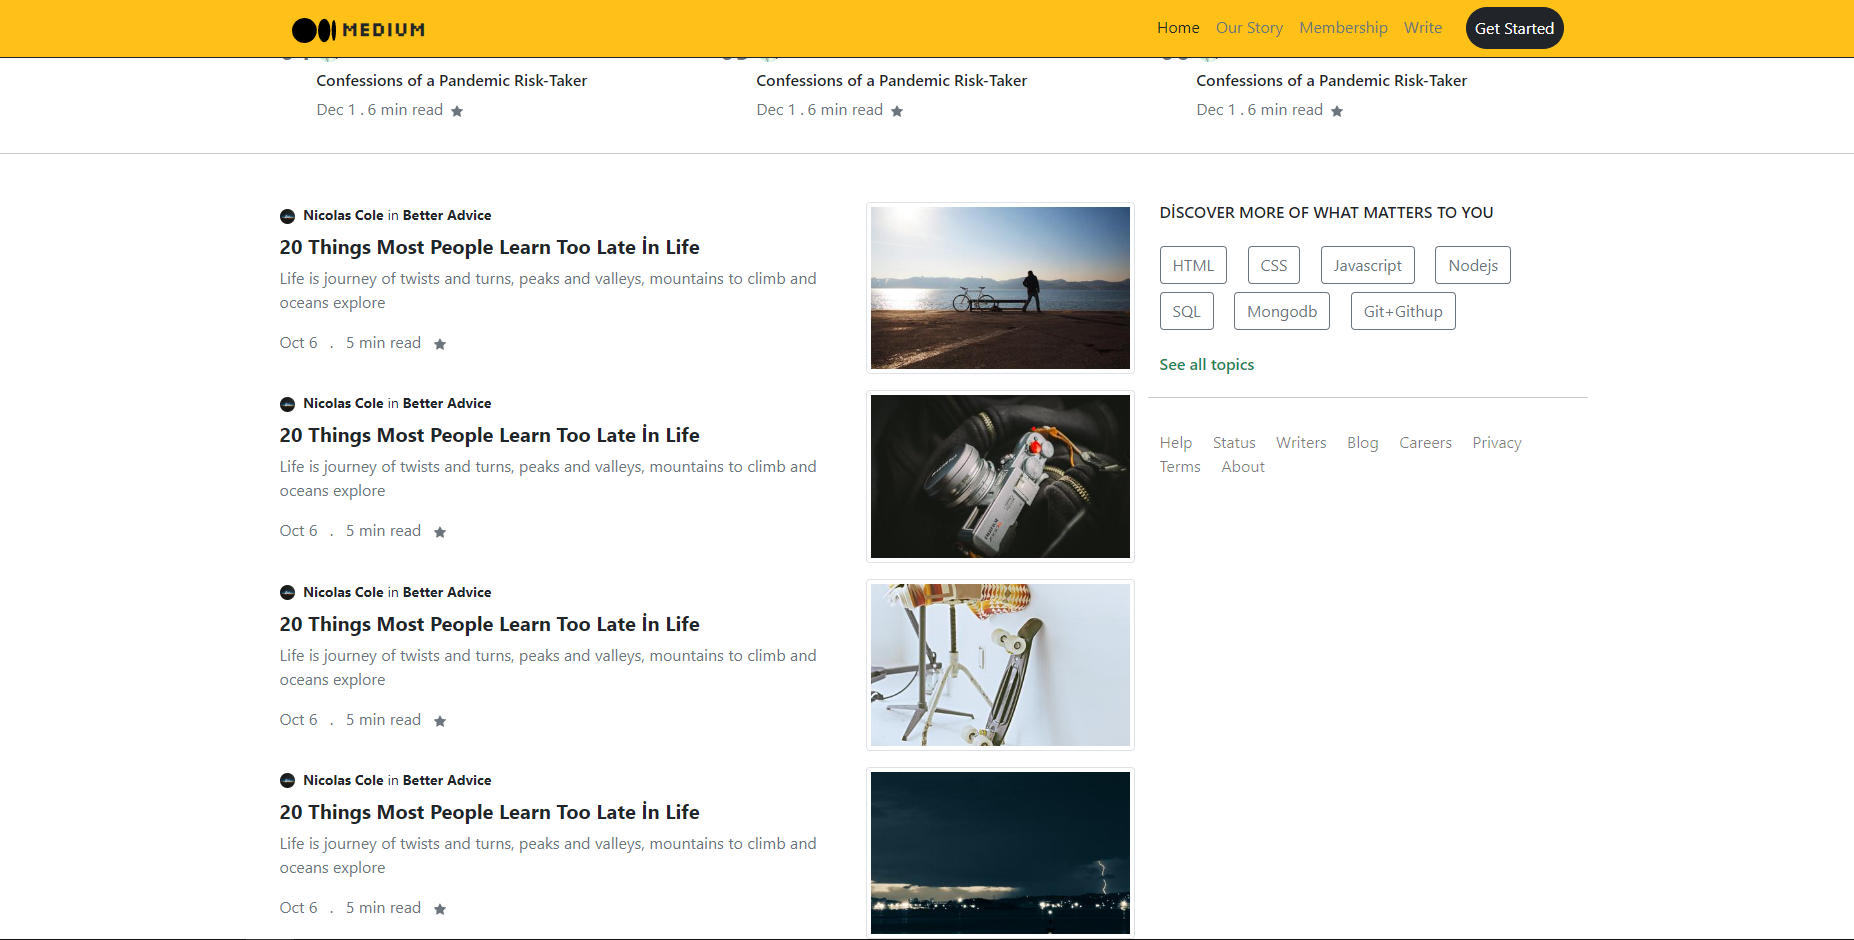 MEDIUM
Home Our Story Membership Write Get Started
Confessions of a Pandemic Risk-Taker
Dec 1 . 6 min read
Confessions of a Pandemic Risk-Taker
Dec 1 . 6 min read
Confessions of a Pandemic Risk-Taker
Dec 1 . 6 min read
Nicolas Cole in Better Advice
20 Things Most People Learn Too Late İn Life
Life is journey of twists and turns, peaks and valleys, mountains to climb and
oceans explore
Oct 6 . 5 min read
Nicolas Cole in Better Advice
20 Things Most People Learn Too Late İn Life
Life is journey of twists and turns, peaks and valleys, mountains to climb and
oceans explore
Oct 6 . 5 min read
Nicolas Cole in Better Advice
20 Things Most People Learn Too Late İn Life
Life is journey of twists and turns, peaks and valleys, mountains to climb and
oceans explore
Oct 6 . 5 min read
Nicolas Cole in Better Advice
20 Things Most People Learn Too Late İn Life
Life is journey of twists and turns, peaks and valleys, mountains to climb and
oceans explore
Oct 6 . 5 min read
DİSCOVER MORE OF WHAT MATTERS TO YOU
HTML CSS Javascript Nodejs
SQL Mongodb Git+Githup
See all topics
Help Status Writers Blog Careers Privacy
Terms About